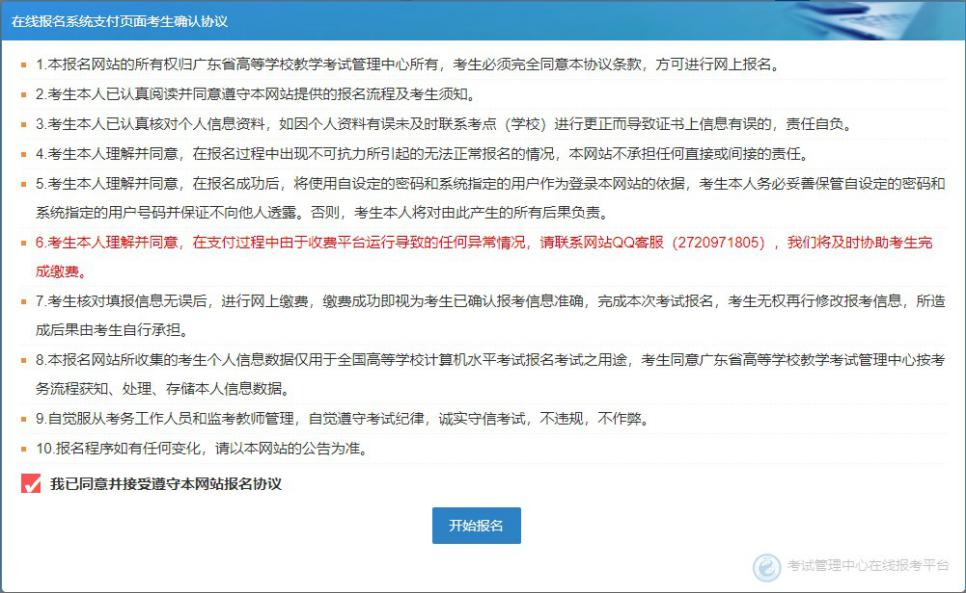 在线报名系统支付页面考生确认协议
1.本报名网站的所有权归广东省高等学校教学考试管理中心所有，考生必须完全同意本协议条款，方可进行网上报名。
2.考生本人已认真阅读并同意遵守本网站提供的报名流程及考生须知。
3.考生本人已认真核对个人信息资料，如因个人资料有误未及时联系考点（学校）进行更正而导致证书上信息有误的，责任自负。
4.考生本人理解并同意，在报名过程中出现不可抗力所引起的无法正常报名的情况，本网站不承担任何直接或间接的责任。
5.考生本人理解并同意，在报名成功后，将使用自设定的密码和系统指定的用户作为登录本网站的依据，考生本人务必妥善保管自设定的密码和
系统指定的用户号码并保证不向他人透露。否则，考生本人将对由此产生的所有后果负责。
6.考生本人理解并同意，在支付过程中由于收费平台运行导致的任何异常情况，请联系网站QQ客服（2720971805），我们将及时协助考生完
成缴费。
7.考生核对填报信息无误后，进行网上缴费，缴费成功即视为考生已确认报考信息准确，完成本次考试报名，考生无权再行修改报考信息，所造
成后果由考生自行承担。
8.本报名网站所收集的考生个人信息数据仅用于全国高等学校计算机水平考试报名考试之用途，考生同意广东省高等学校教学考试管理中心按考
务流程获知、处理、存储本人信息数据。
9.自觉服从考务工作人员和监考教师管理，自觉遵守考试纪律，诚实守信考试，不违规，不作弊。
10.报名程序如有任何变化，请以本网站的公告为准。
我已同意并接受遵守本网站报名协议
开始报名
考试管理中心在线报考平台